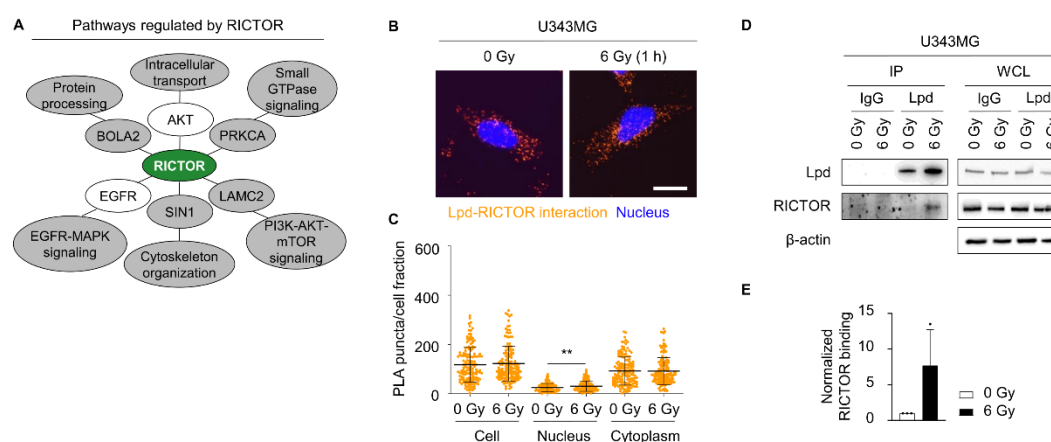 A
Pathways regulated by RICTOR
Intracellular
transport
Small
GTPase
signaling
Protein
processing
AKT
BOLA2
PRKCA
RICTOR
EGFR
LAMC2
SIN1
EGFR-MAPK
signaling
PI3K-AKT-
mTOR
signaling
Cytoskeleton
organization
B
U343MG
0 Gy
6 Gy (1 h)
Lpd-RICTOR interaction
Nucleus
C
PLA puncta/cell fraction
600
400
200
0
**
0 Gy
6 Gy
0 Gy
6 Gy
0 Gy
6 Gy
Cell
Nucleus
Cytoplasm
D
U343MG
IP
WCL
IgG
Lpd
IgG
Lpd
0 Gy
6 Gy
0 Gy
6 Gy
0 Gy
6 Gy
0 Gy
6 Gy
Lpd
RICTOR
β-actin
E
Normalized
RICTOR binding
15
10
5
0
0 Gy
6 Gy